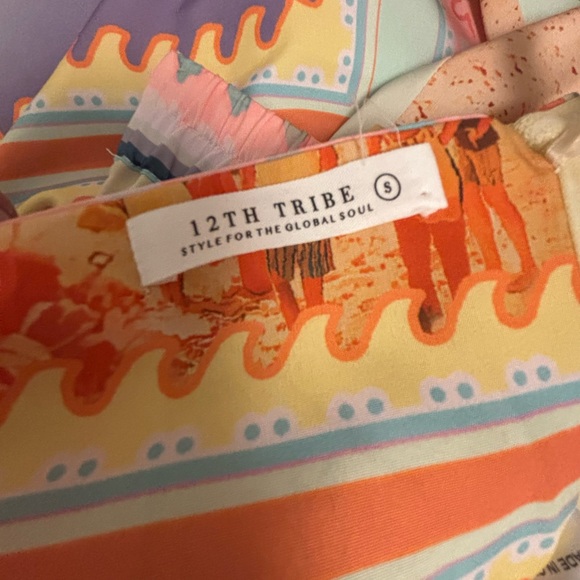 12TH TRIBE S
STYLE FOR THE GLOBAL SOUL